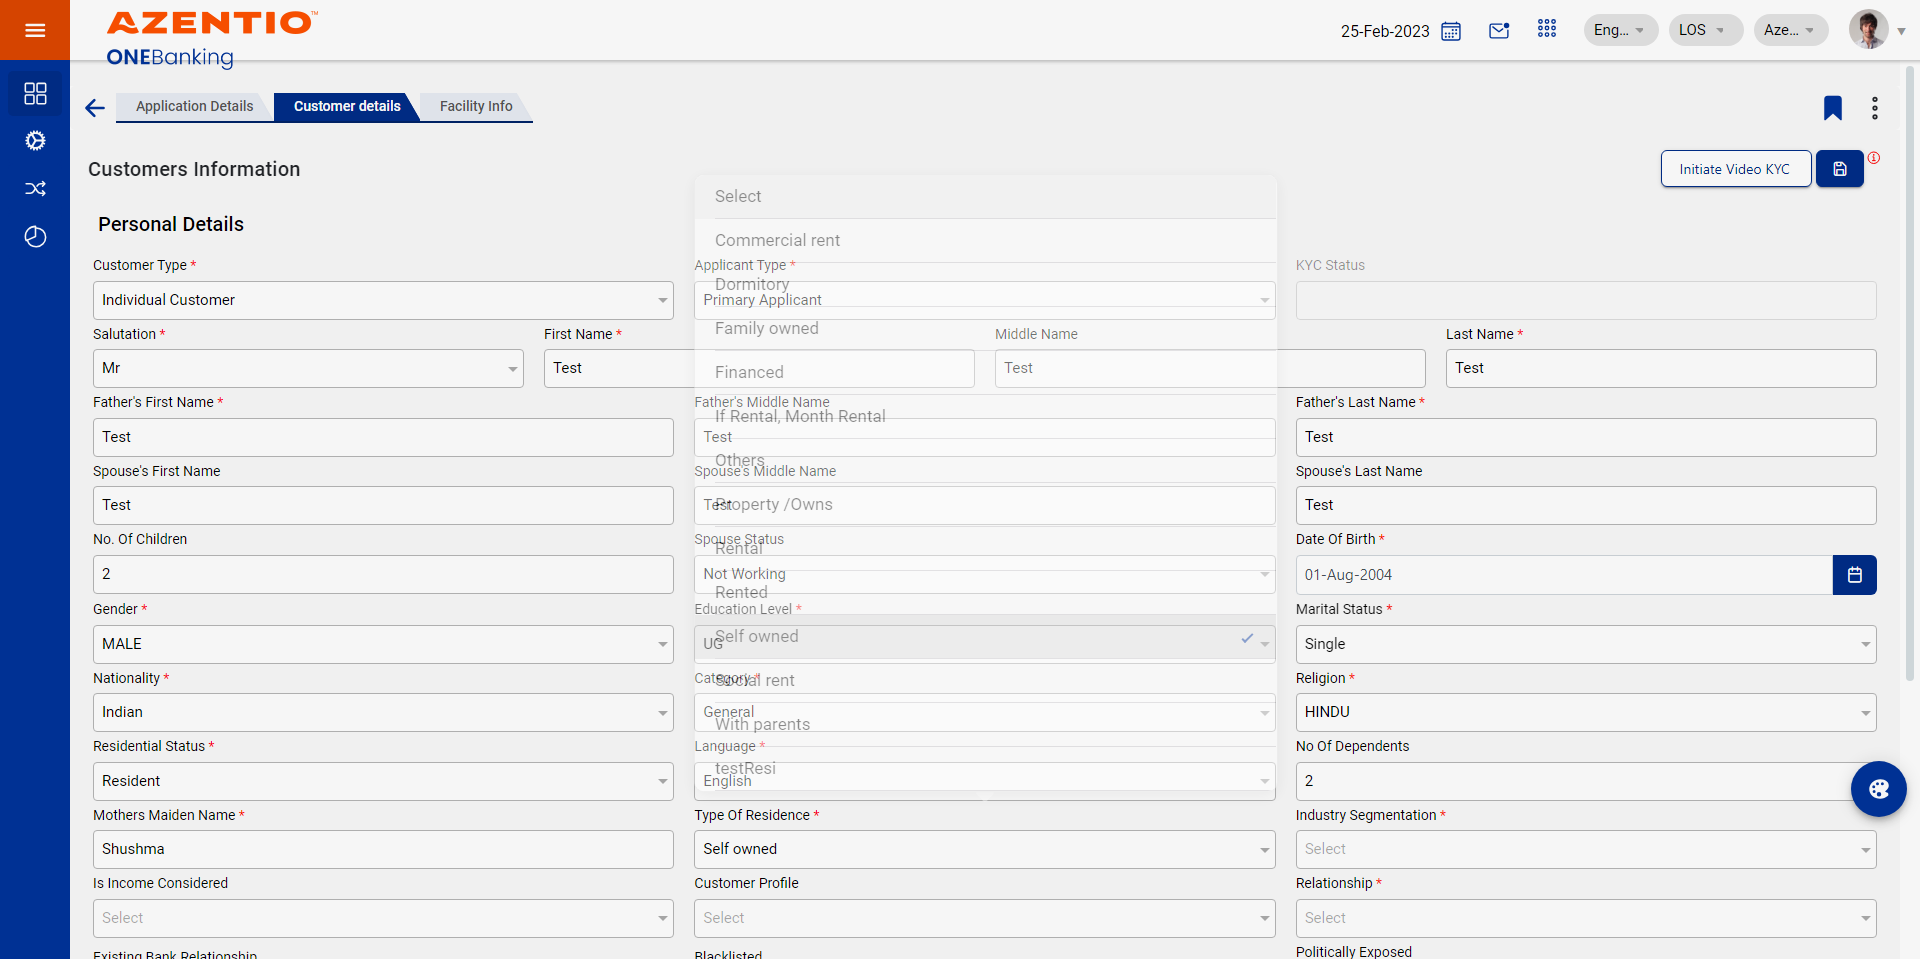 AZENTIO™
ONEBanking
25-Feb-2023
Eng...
LOS
Aze...
Application Details
Customer details
Facility Info
Customers Information
Initiate Video KYC
Personal Details
Customer Type *
Applicant Type *
KYC Status
Individual Customer
Primary Applicant
Salutation *
First Name *
Middle Name
Last Name *
Mr
Test
Test
Test
Father's First Name *
Father's Middle Name
Father's Last Name *
Test
Test
Test
Spouse's First Name
Spouse's Middle Name
Spouse's Last Name
Test
Test
Test
No. Of Children
Spouse Status
Date Of Birth *
2
Not Working
01-Aug-2004
Gender *
Education Level *
Marital Status *
MALE
UG
Single
Nationality *
Category *
Religion *
Indian
General
HINDU
Residential Status *
Language *
No Of Dependents
Resident
English
2
Mothers Maiden Name *
Type Of Residence *
Industry Segmentation *
Shushma
Self owned
Select
Is Income Considered
Customer Profile
Relationship *
Select
Select
Select
Existing Bank Relationship
Blacklisted
Politically Exposed
Select
Commercial rent
Dormitory
Family owned
Financed
If Rental, Month Rental
Others
Property /Owns
Rental
Rented
Self owned
Social rent
With parents
testResi